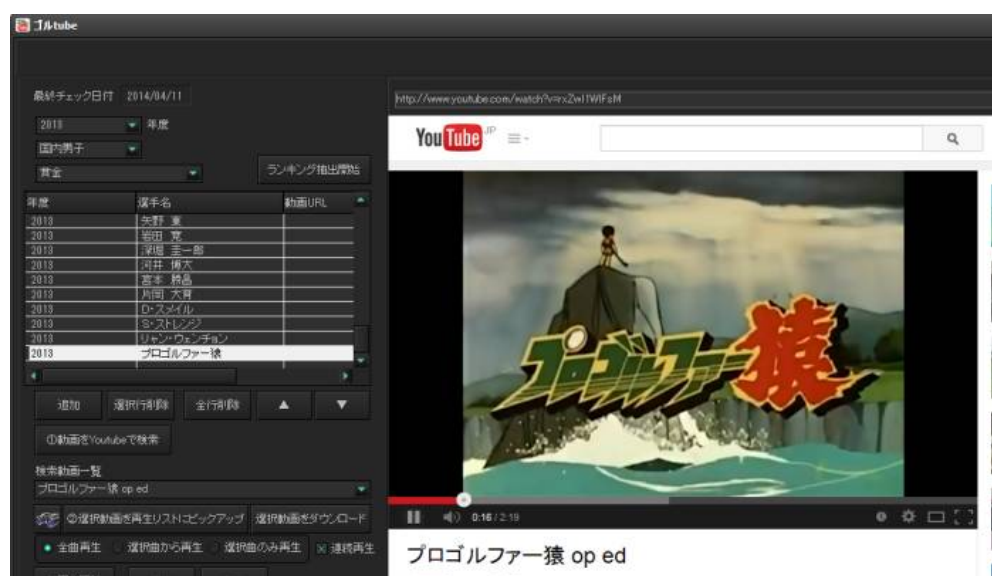 ゴルtube
最終チェック日付 2014/04/11
2013 年度
国内男子
賞金 ランキング抽出開始
年度 選手名 動画URL
2013 矢野 東
2013 岩田 寛
2013 深堀 圭一郎
2013 河井 博大
2013 宮本 勝昌
2013 片岡 大育
2013 D・スメイル
2013 S・ストレンジ
2013 リャン・ウェンチョン
2013 プロゴルファー猿
追加 選択行削除 全行削除 ▲ ▼
①動画をYoutubeで検索
検索動画一覧
プロゴルファー猿 op ed
②選択動画を再生リストにピックアップ 選択動画をダウンロード
全曲再生 選択曲から再生 選択曲のみ再生 連続再生
YouTube JP
プロゴルファー猿
0:16 / 2:19
プロゴルファー猿 op ed